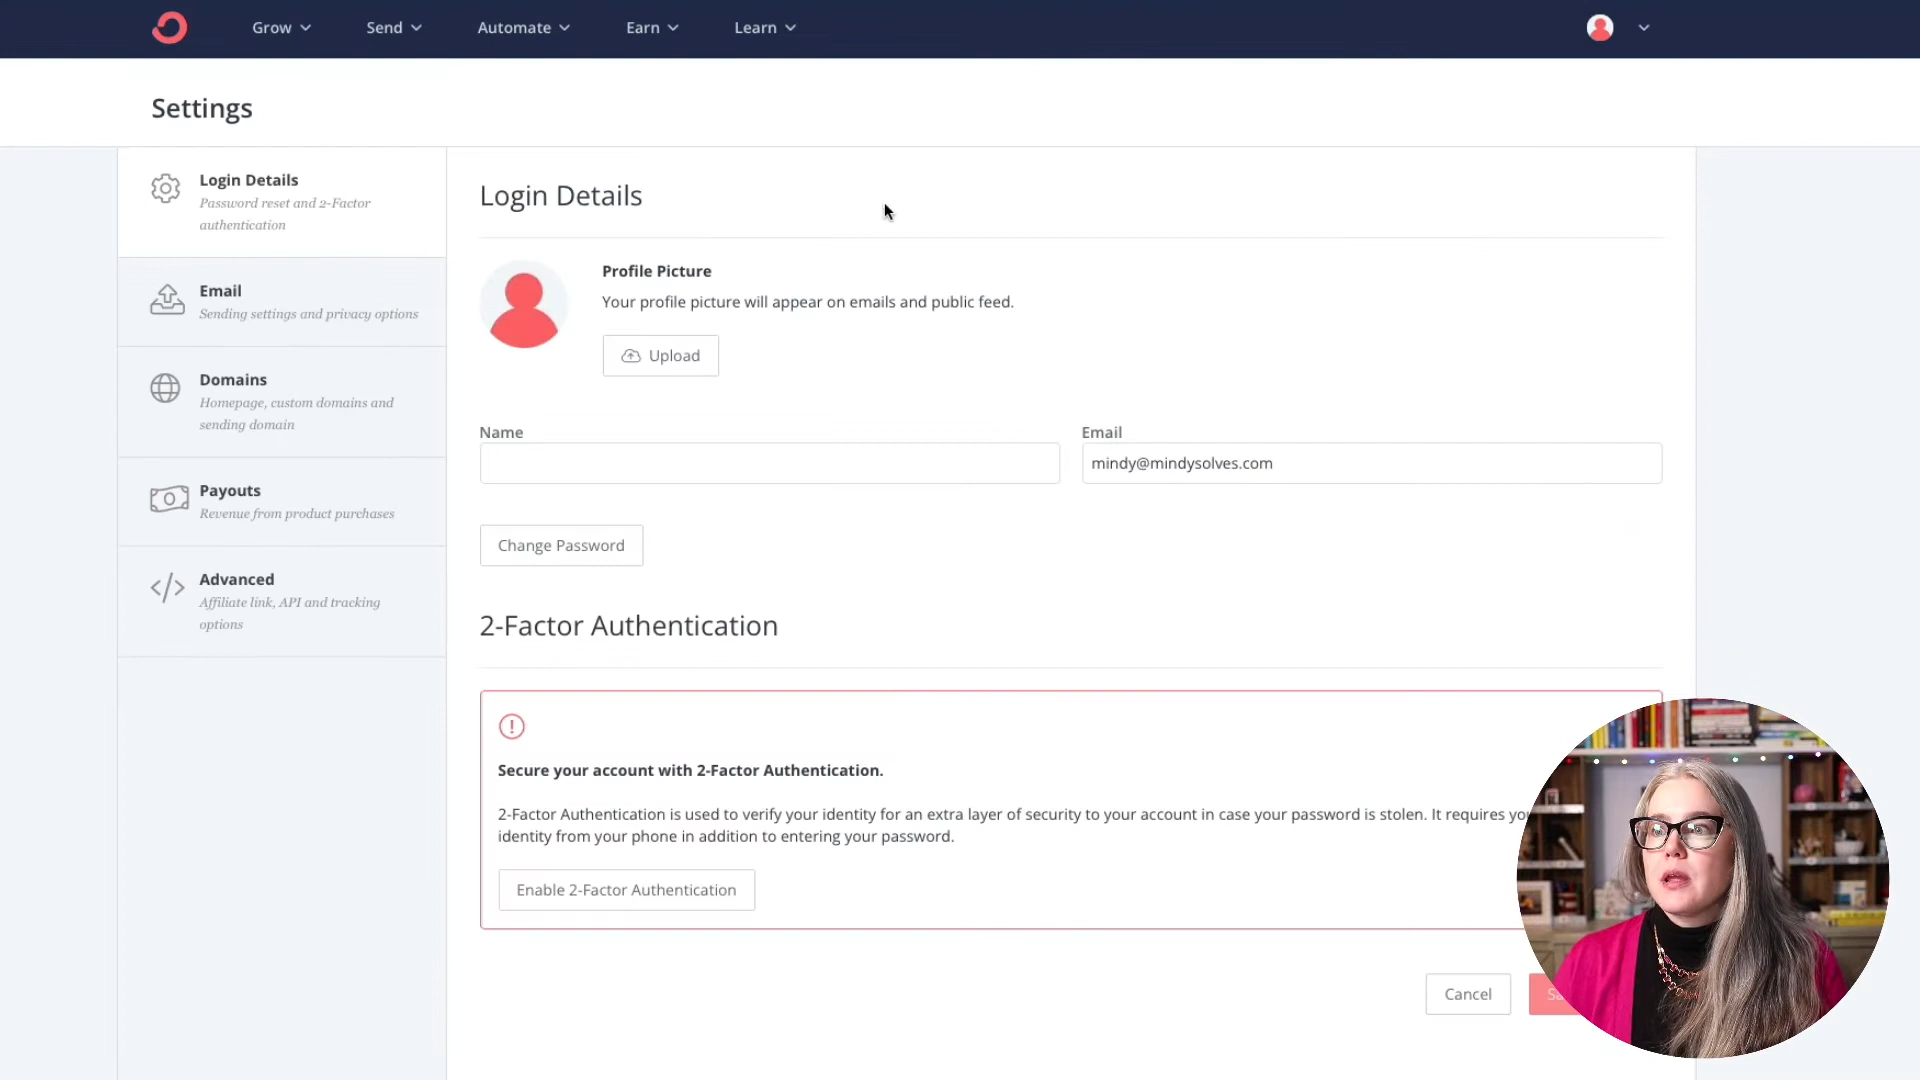 Grow
Send
Automate
Earn
Learn
Settings
Login Details
Password reset and 2-Factor
authentication
Email
Sending settings and privacy options
Domains
Homepage, custom domains and
sending domain
Payouts
Revenue from product purchases
Advanced
Affiliate link, API and tracking
options
Login Details
Profile Picture
Your profile picture will appear on emails and public feed.
Upload
Name
Email
mindy@mindysolves.com
Change Password
2-Factor Authentication
Secure your account with 2-Factor Authentication.
2-Factor Authentication is used to verify your identity for an extra layer of security to your account in case your password is stolen. It requires
identity from your phone in addition to entering your password.
Enable 2-Factor Authentication
Cancel